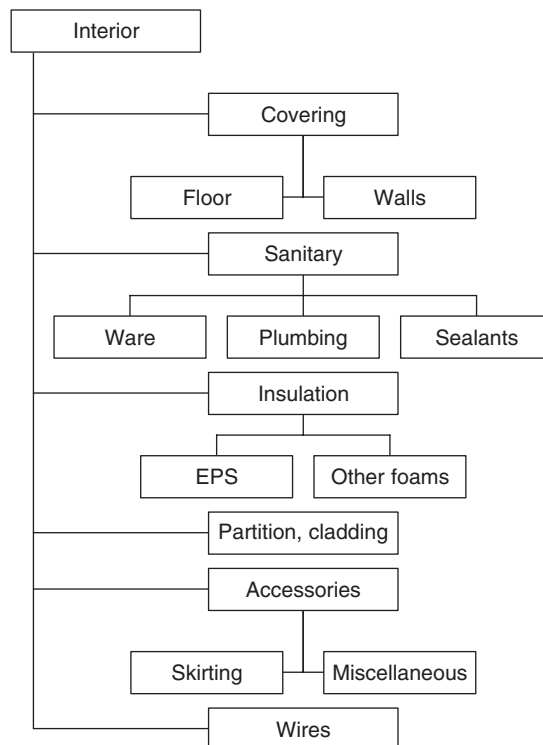 Interior
Covering
Floor
Walls
Sanitary
Ware
Plumbing
Sealants
Insulation
EPS
Other foams
Partition, cladding
Accessories
Skirting
Miscellaneous
Wires